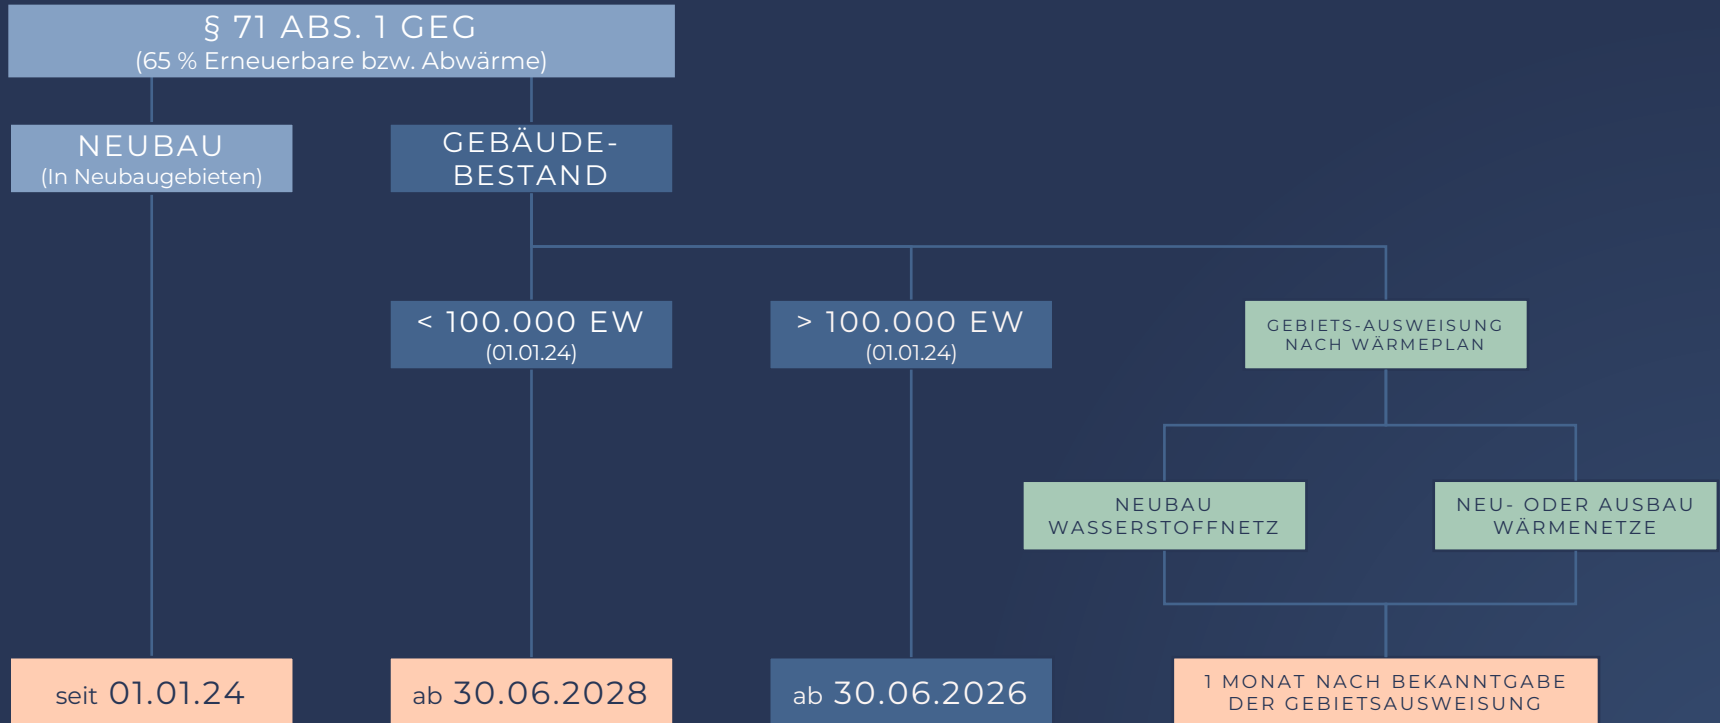 § 71 ABS. 1 GEG
(65 % Erneuerbare bzw. Abwärme)
NEUBAU
(In Neubaugebieten)
GEBÄUDE-
BESTAND
< 100.000 EW
(01.01.24)
> 100.000 EW
(01.01.24)
GEBIETS-AUSWEISUNG
NACH WÄRMEPLAN
NEUBAU
WASSERSTOFFNETZ
NEU- ODER AUSBAU
WÄRMENETZE
seit 01.01.24
ab 30.06.2028
ab 30.06.2026
1 MONAT NACH BEKANNTGABE
DER GEBIETSAUSWEISUNG